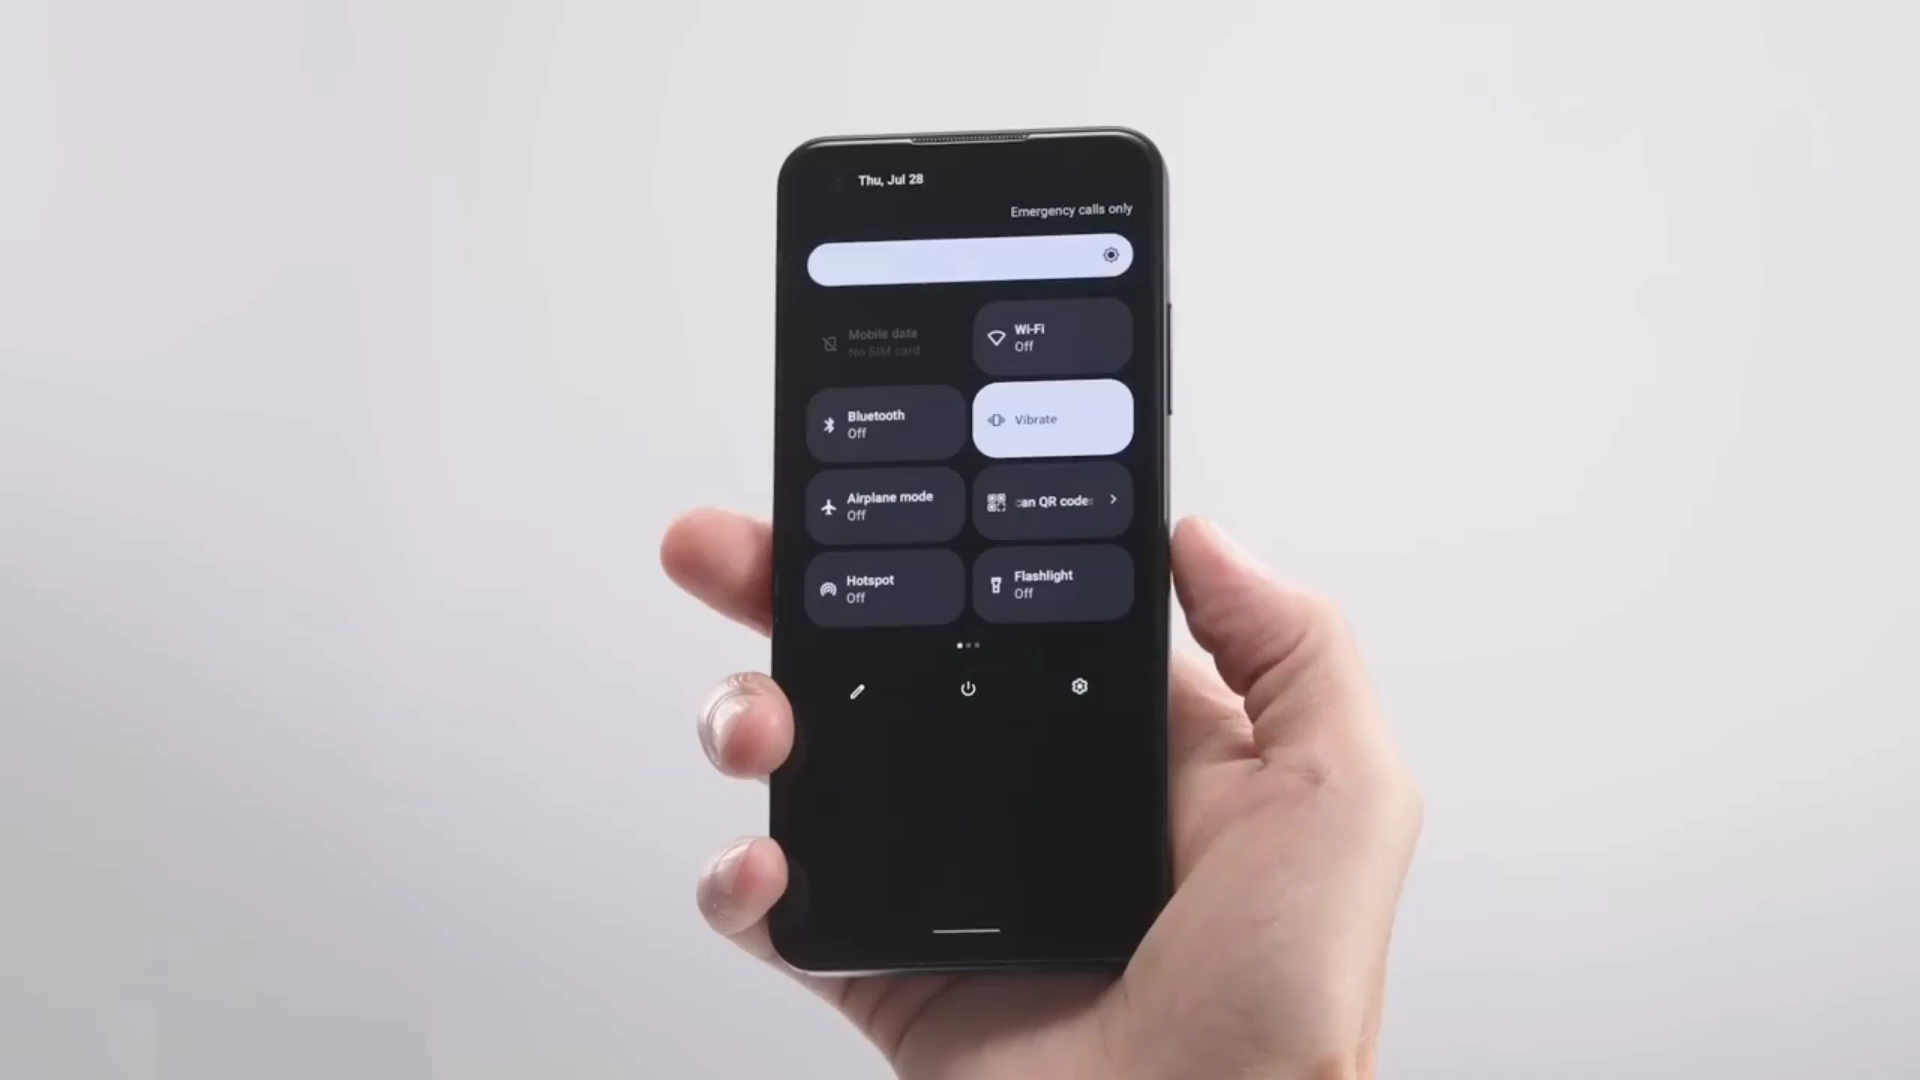 Thu, Jul 28
Emergency calls only
Mobile data
No SIM card
Wi-Fi
Off
Bluetooth
Off
Vibrate
Airplane mode
Off
an QR code
Hotspot
Off
Flashlight
Off